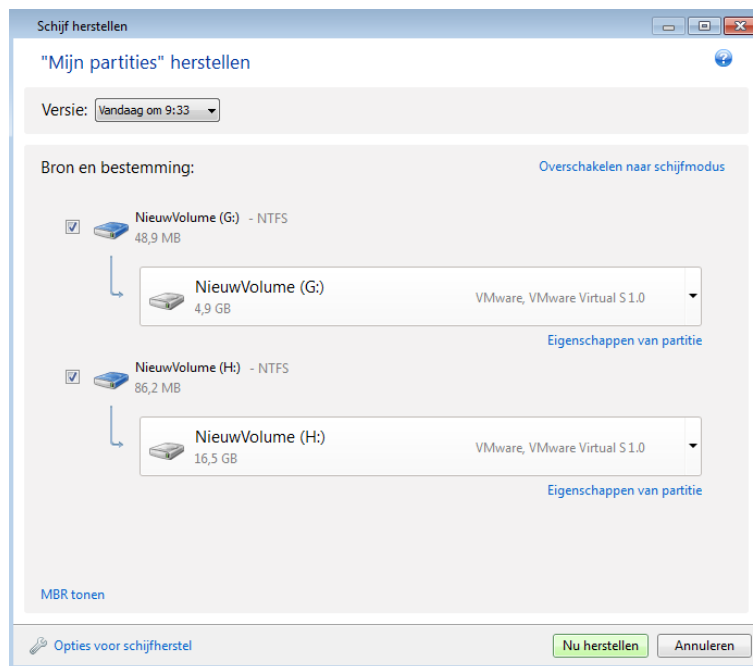 Schijf herstellen
"Mijn partities" herstellen
Versie: Vandaag om 9:33
Bron en bestemming:
Overschakelen naar schijfmodus
NieuwVolume (G:) - NTFS
48,9 MB
NieuwVolume (G:)
4,9 GB
VMware, VMware Virtual S 1.0
Eigenschappen van partitie
NieuwVolume (H:) - NTFS
86,2 MB
NieuwVolume (H:)
16,5 GB
VMware, VMware Virtual S 1.0
Eigenschappen van partitie
MBR tonen
Opties voor schijfherstel
Nu herstellen
Annuleren